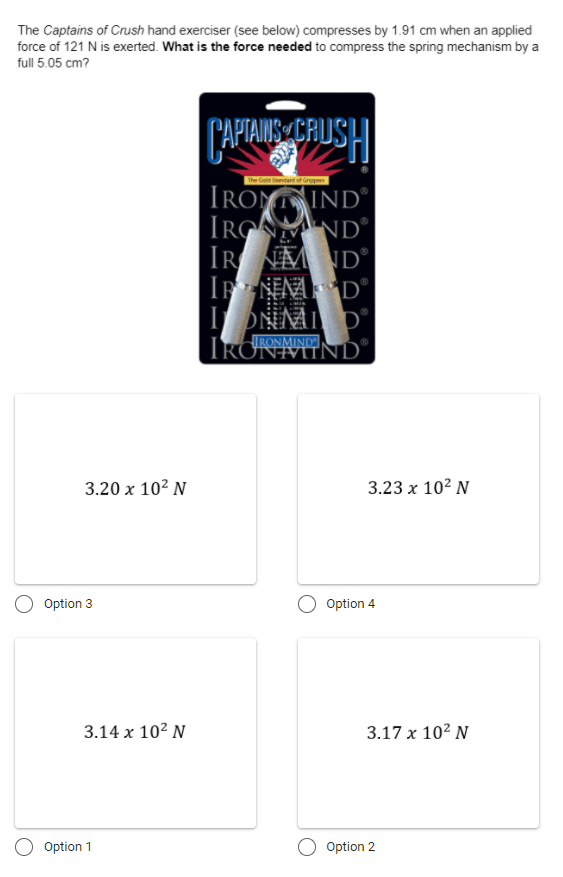 The Captains of Crush hand exerciser (see below) compresses by 1.91 cm when an applied
force of 121 N is exerted. What is the force needed to compress the spring mechanism by a
full 5.05 cm?
CAPTAINS of CRUSH
The Gold Standard of Grippers
IRONMIND®
IRONMIND®
IRONMIND®
IRONMIND®
IRONMIND®
IRONMIND®
IRONMIND®
3.20 x 10² N
3.23 x 10² N
Option 3
Option 4
3.14 x 10² N
3.17 x 10² N
Option 1
Option 2